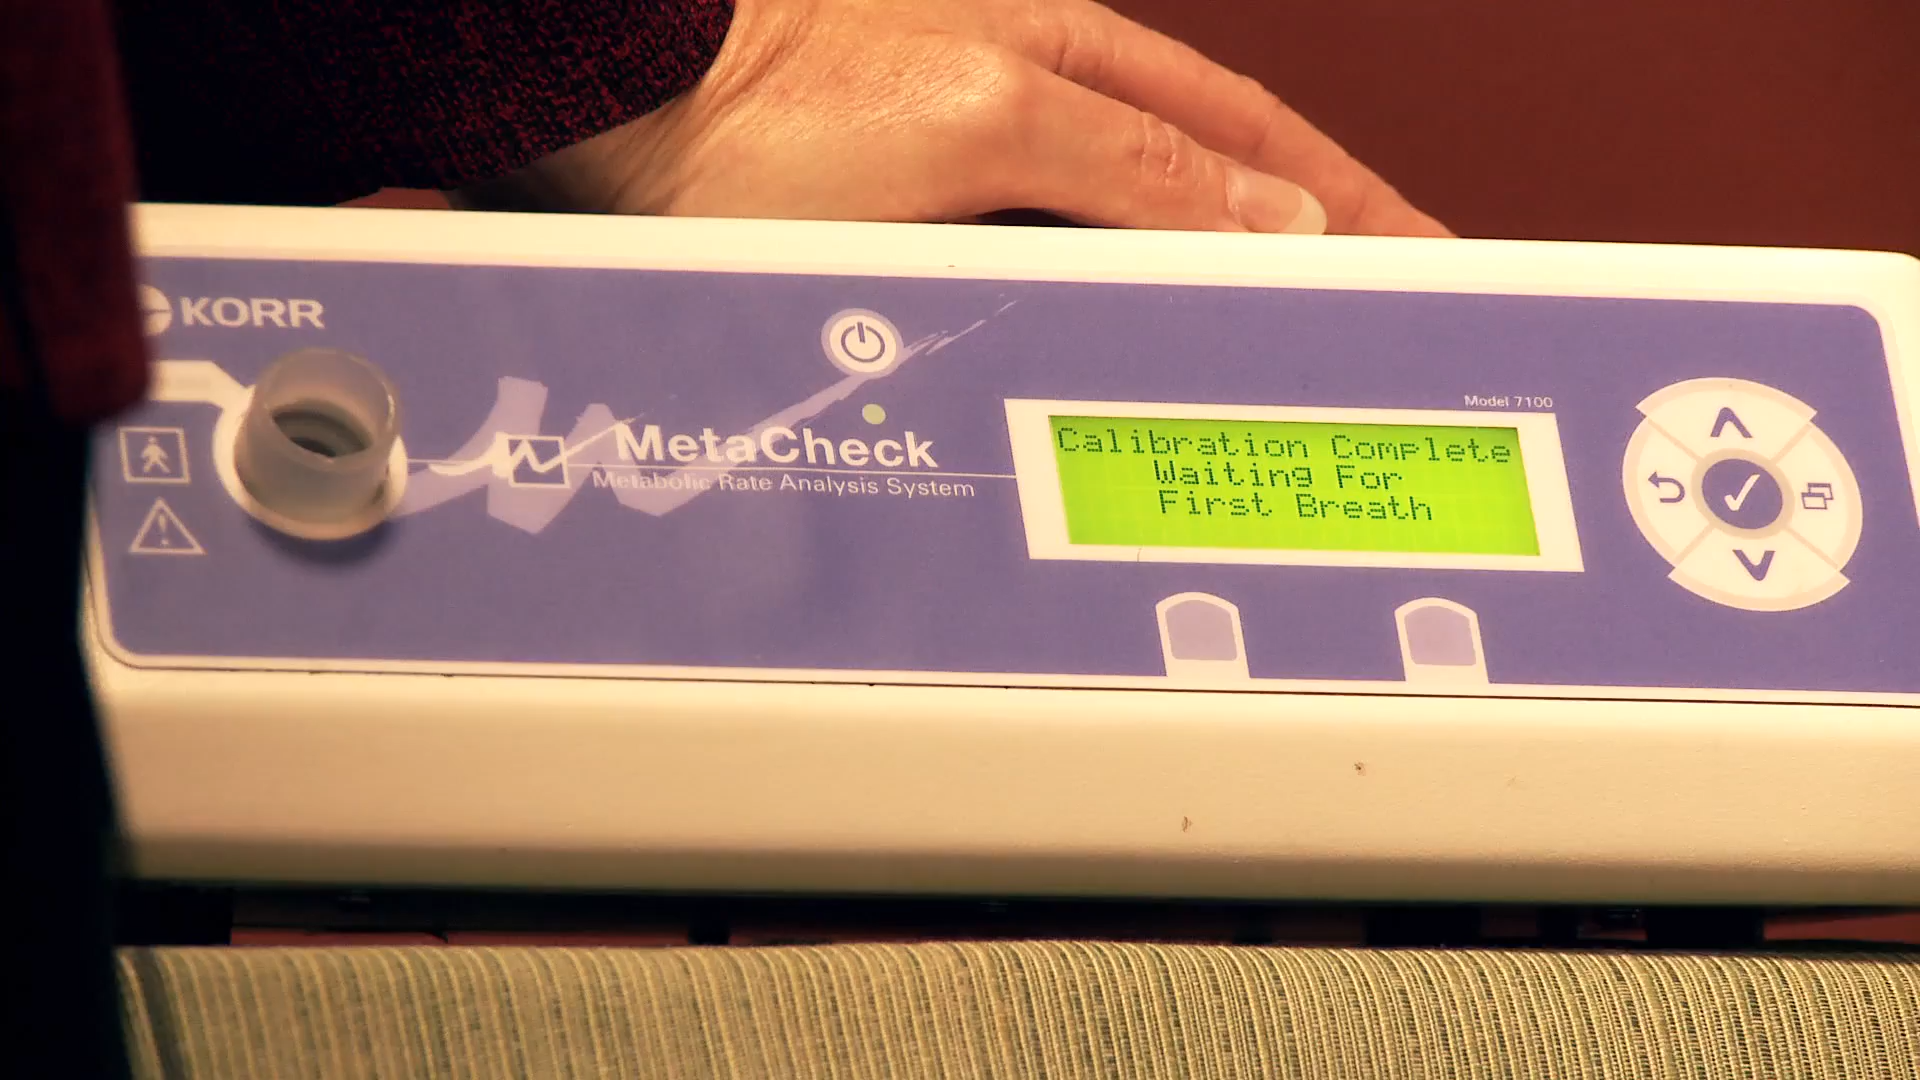 KORR
MetaCheck
Metabolic Rate Analysis System
Model 7100
Calibration Complete
Waiting For
First Breath